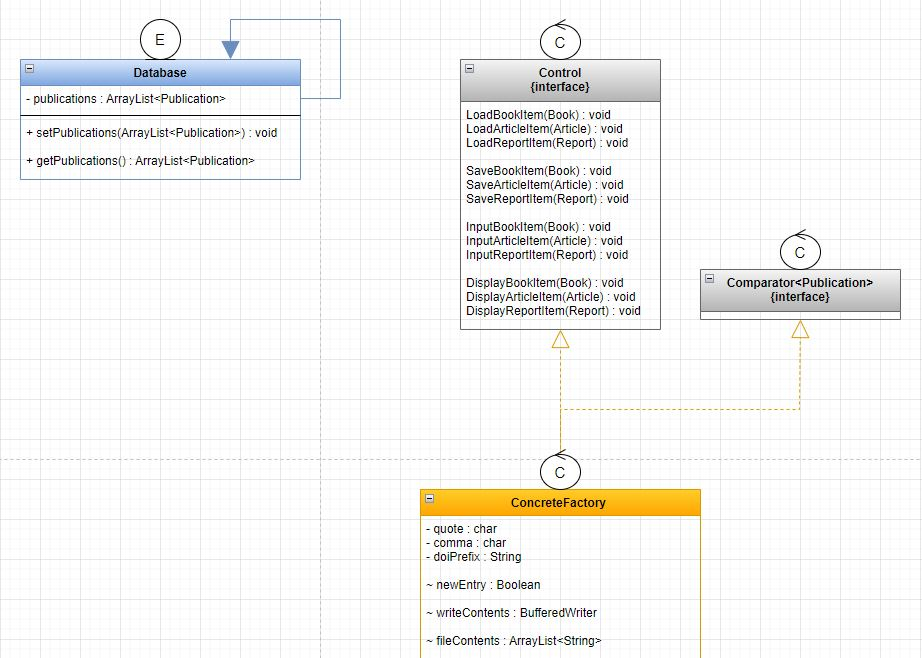 E
Database
- publications : ArrayList<Publication>
+ setPublications(ArrayList<Publication>) : void
+ getPublications() : ArrayList<Publication>
C
Control
{interface}
LoadBookItem(Book) : void
LoadArticleItem(Article) : void
LoadReportItem(Report) : void
SaveBookItem(Book) : void
SaveArticleItem(Article) : void
SaveReportItem(Report) : void
InputBookItem(Book) : void
InputArticleItem(Article) : void
InputReportItem(Report) : void
DisplayBookItem(Book) : void
DisplayArticleItem(Article) : void
DisplayReportItem(Report) : void
C
Comparator<Publication>
{interface}
C
ConcreteFactory
- quote : char
- comma : char
- doiPrefix : String
~ newEntry : Boolean
~ writeContents : BufferedWriter
~ fileContents : ArrayList<String>